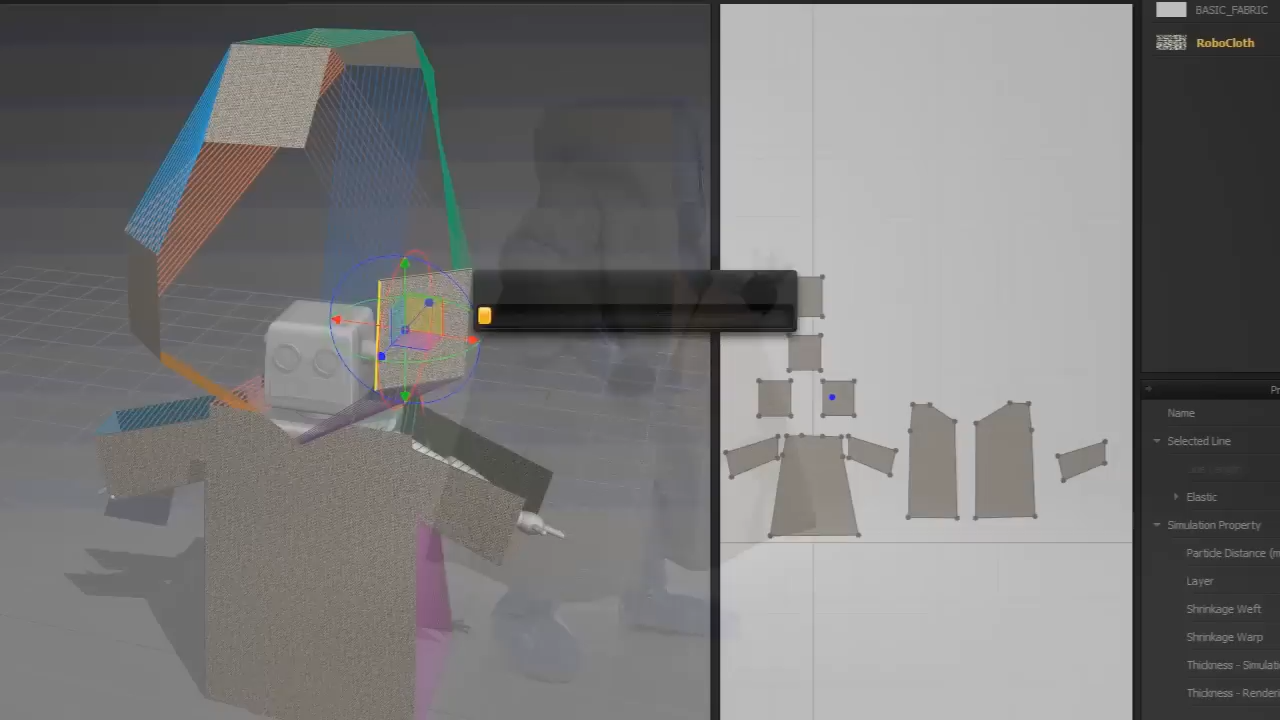 BASIC_FABRIC
RoboCloth
Pr
Name
Selected Line
Elastic
Simulation Property
Particle Distance (m
Layer
Shrinkage Weft
Shrinkage Warp
Thickness - Simulati
Thickness - Renderi